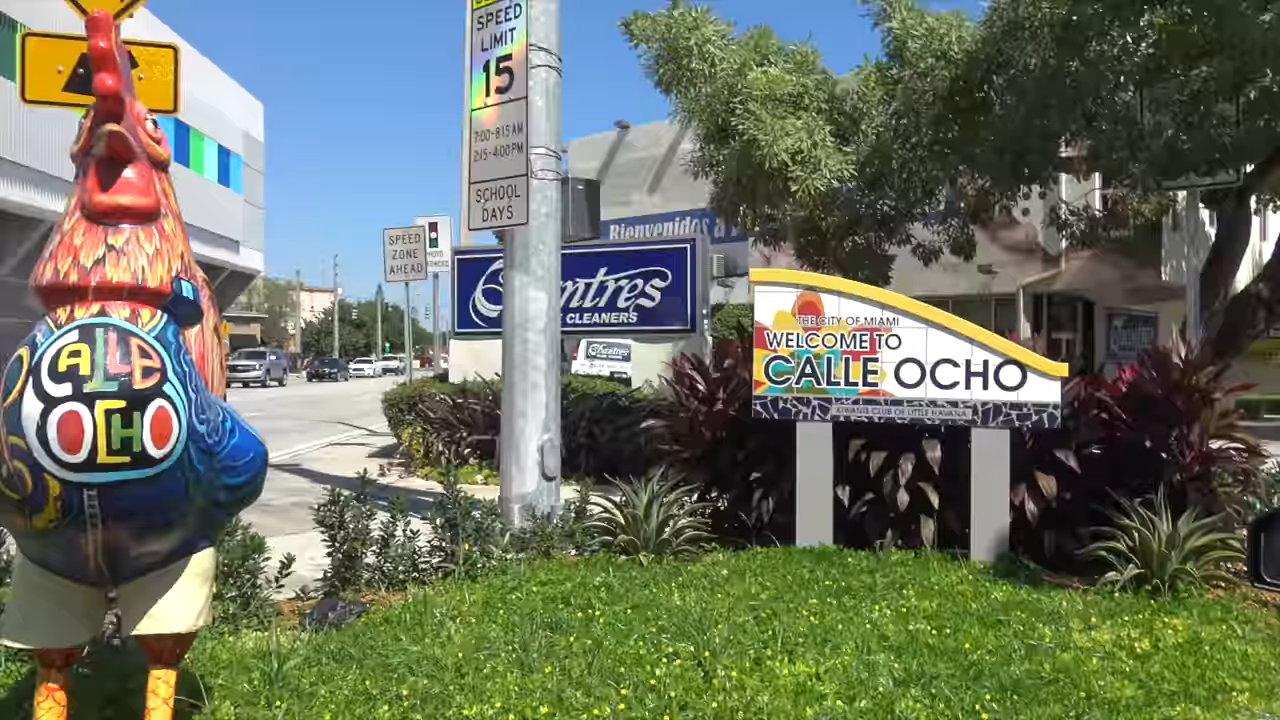 CALLE
OCHO
SPEED
LIMIT
15
7:00-8:15 AM
2:15-4:00 PM
SCHOOL
DAYS
SPEED
ZONE
AHEAD
Bienvenidos a
CLEANERS
THE CITY OF MIAMI
WELCOME TO
CALLE OCHO
KIWANIS CLUB OF LITTLE HAVANA